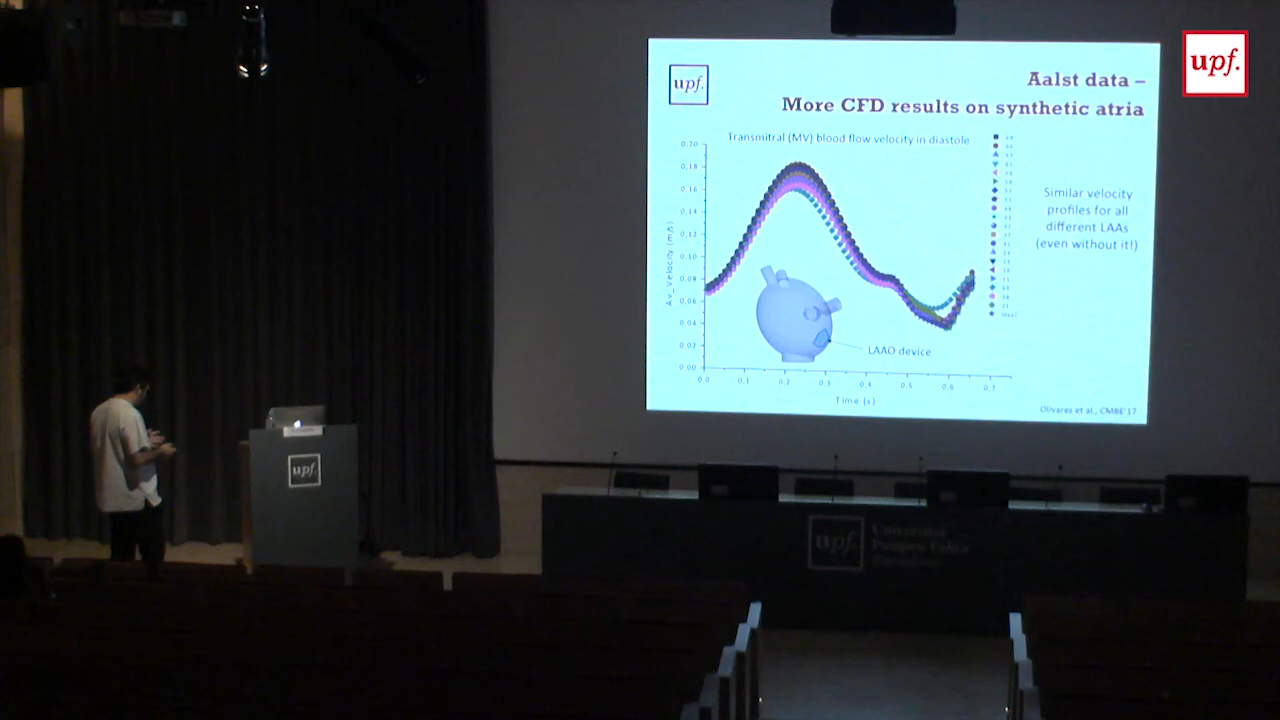 upf.
Aalst data –
More CFD results on synthetic atria
upf.
Transmitral (MV) blood flow velocity in diastole
0,20
0,18
0,16
0,14
0,12
0,10
0,08
0,06
0,04
0,02
0,00
Av_Velocity (m/s)
0.0 0.1 0.2 0.3 0.4 0.5 0.6 0.7
Time (s)
LAAO device
Similar velocity
profiles for all
different LAAs
(even without it!)
Olivares et al., CMBE'17
upf.
upf.
Universitat
Pompeu Fabra
Barcelona